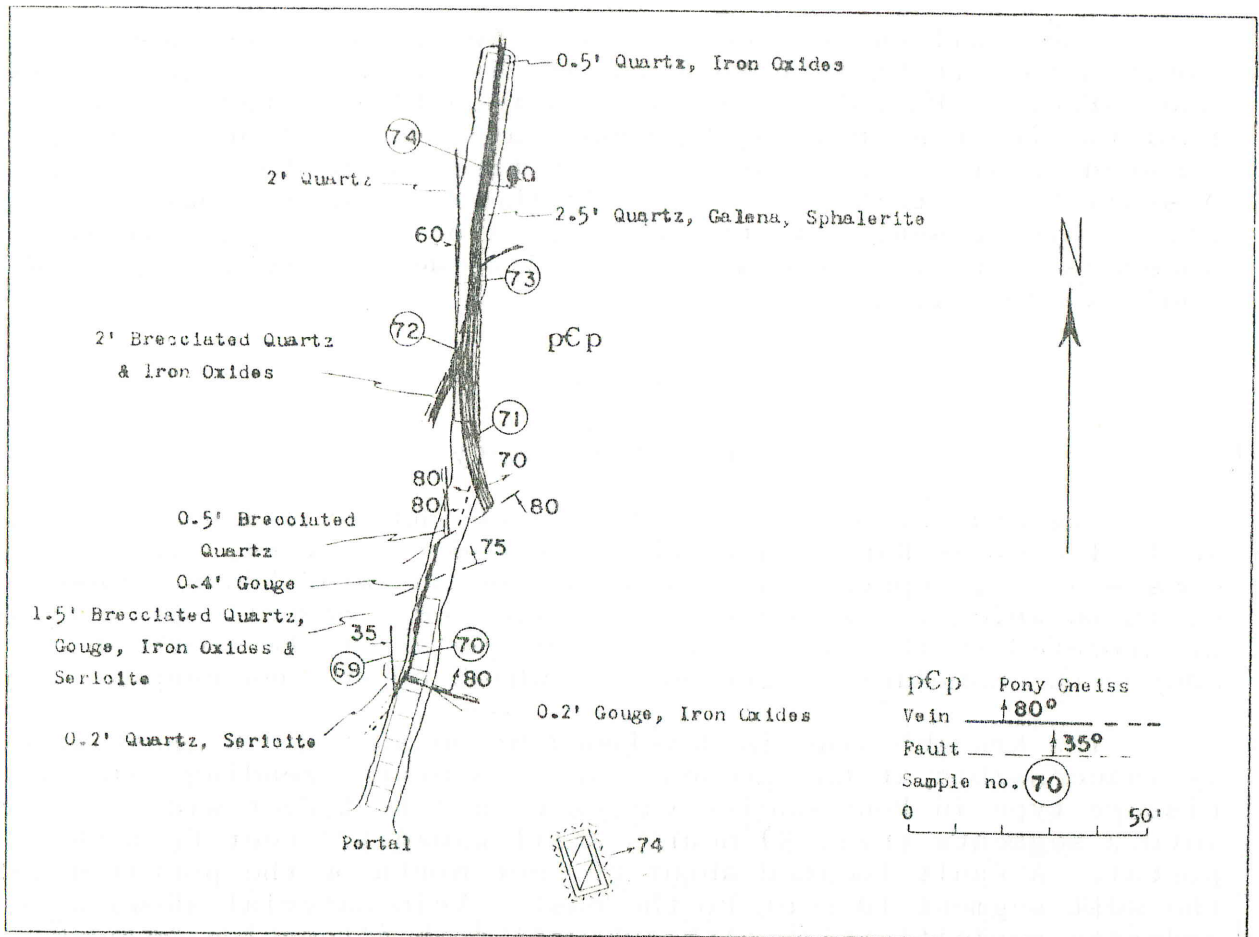 0.5' Quartz, Iron Oxides
74
2' Quartz
2.5' Quartz, Galena, Sphalerite
60
73
72
2' Brecciated Quartz
& Iron Oxides
p€p
71
70
80
80
80
0.5' Brecciated
Quartz
75
0.4' Gouge
1.5' Brecciated Quartz,
Gouge, Iron Oxides &
Sericite
35
70
69
80
0.2' Gouge, Iron Oxides
0.2' Quartz, Sericite
Portal
74
N
p€p Pony Gneiss
Vein 80°
Fault 35°
Sample no. 70
0 50'